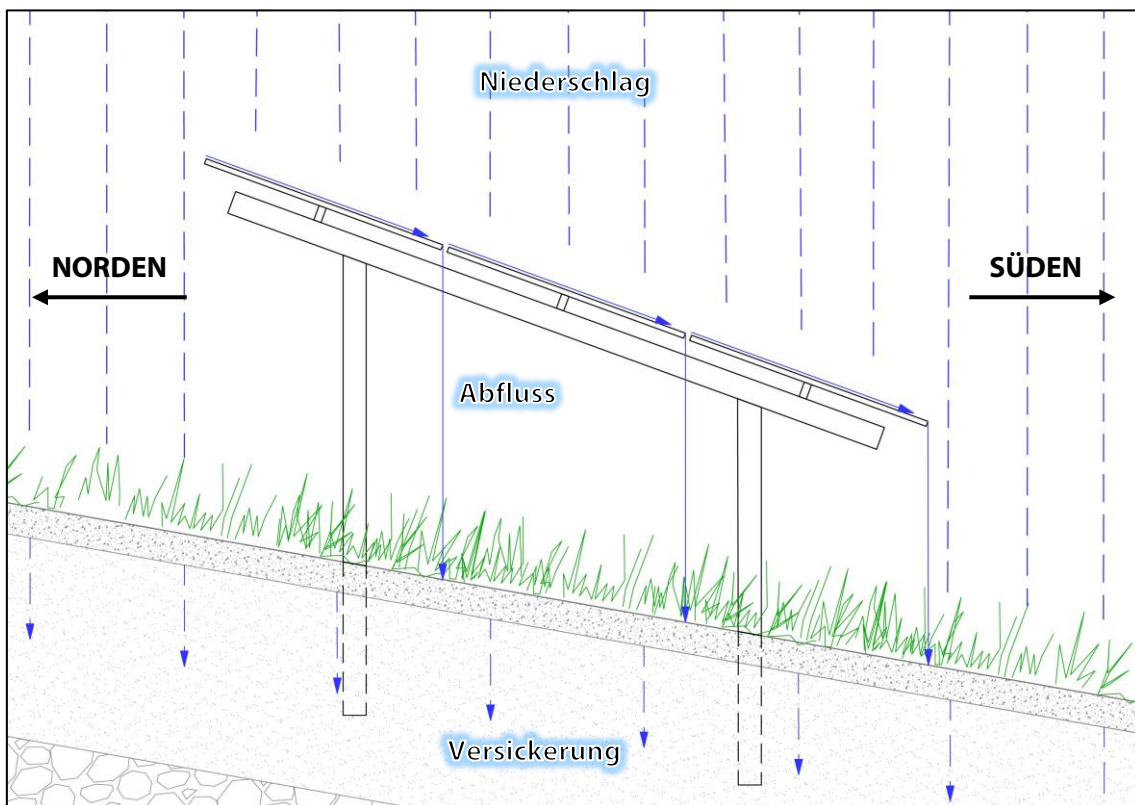 Niederschlag
NORDEN
SÜDEN
Abfluss
Versickerung